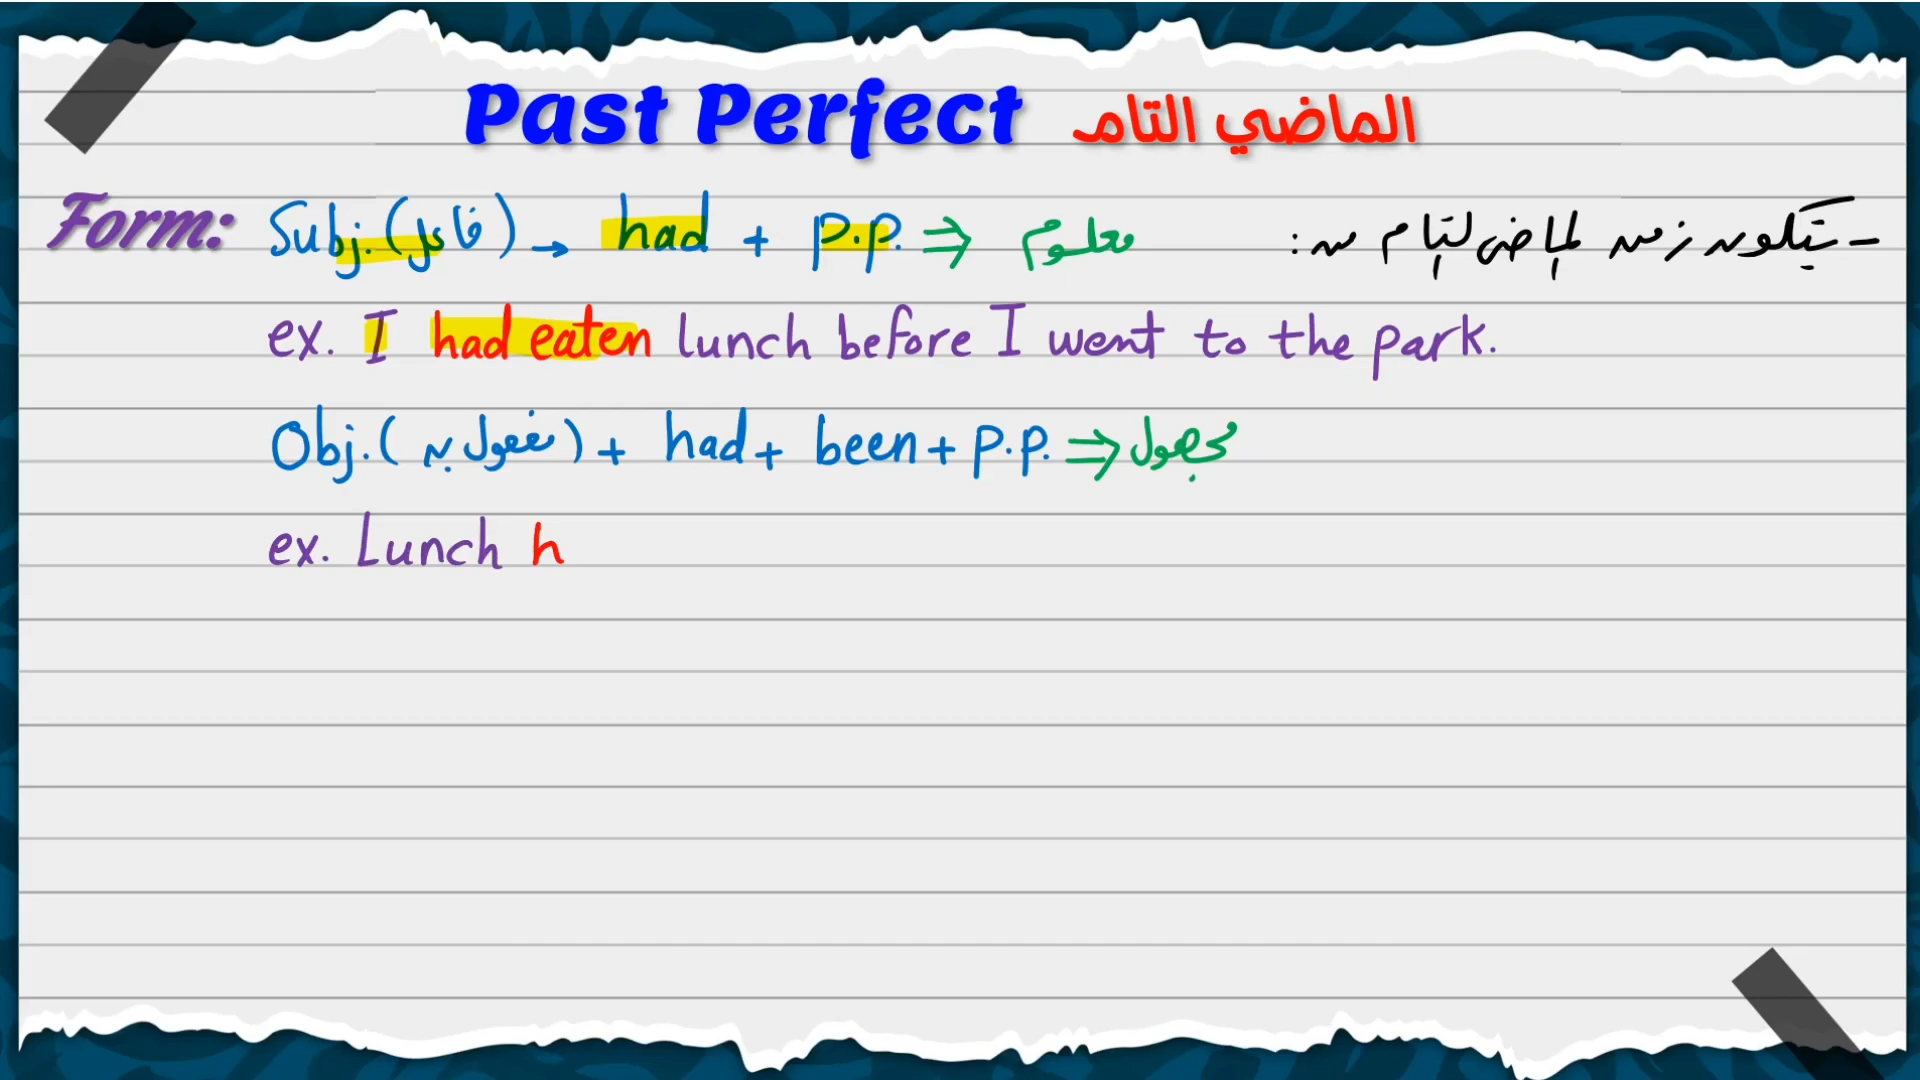 Past Perfect الماضي التام
Form: Subj. (فاعل) → had + p.p. ⇒ معلوم - يتكون زمن الماضي التام من :
ex. I had eaten lunch before I went to the park.
Obj. (مفعول به) + had + been + p.p. ⇒ مجهول
ex. Lunch h